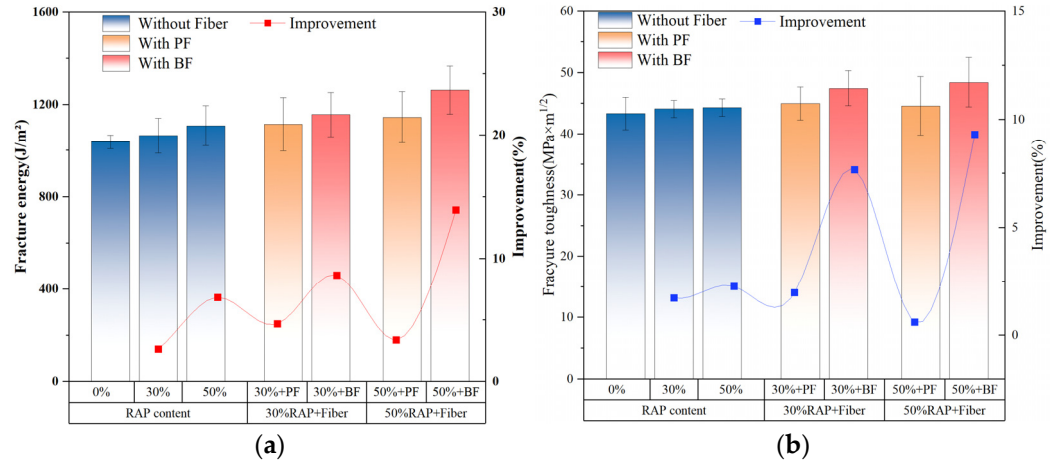 Without Fiber
Improvement
With PF
With BF
Fracture energy(J/m²)
1600
1200
800
400
0
Improvement(%)
30
20
10
0
0%
30%
50%
30%+PF
30%+BF
50%+PF
50%+BF
RAP content
30%RAP+Fiber
50%RAP+Fiber
(a)
Without Fiber
Improvement
With PF
With BF
Fracyure toughness(MPa×m^1/2)
60
50
40
30
20
10
0
Improvement(%)
15
10
5
0
0%
30%
50%
30%+PF
30%+BF
50%+PF
50%+BF
RAP content
30%RAP+Fiber
50%RAP+Fiber
(b)